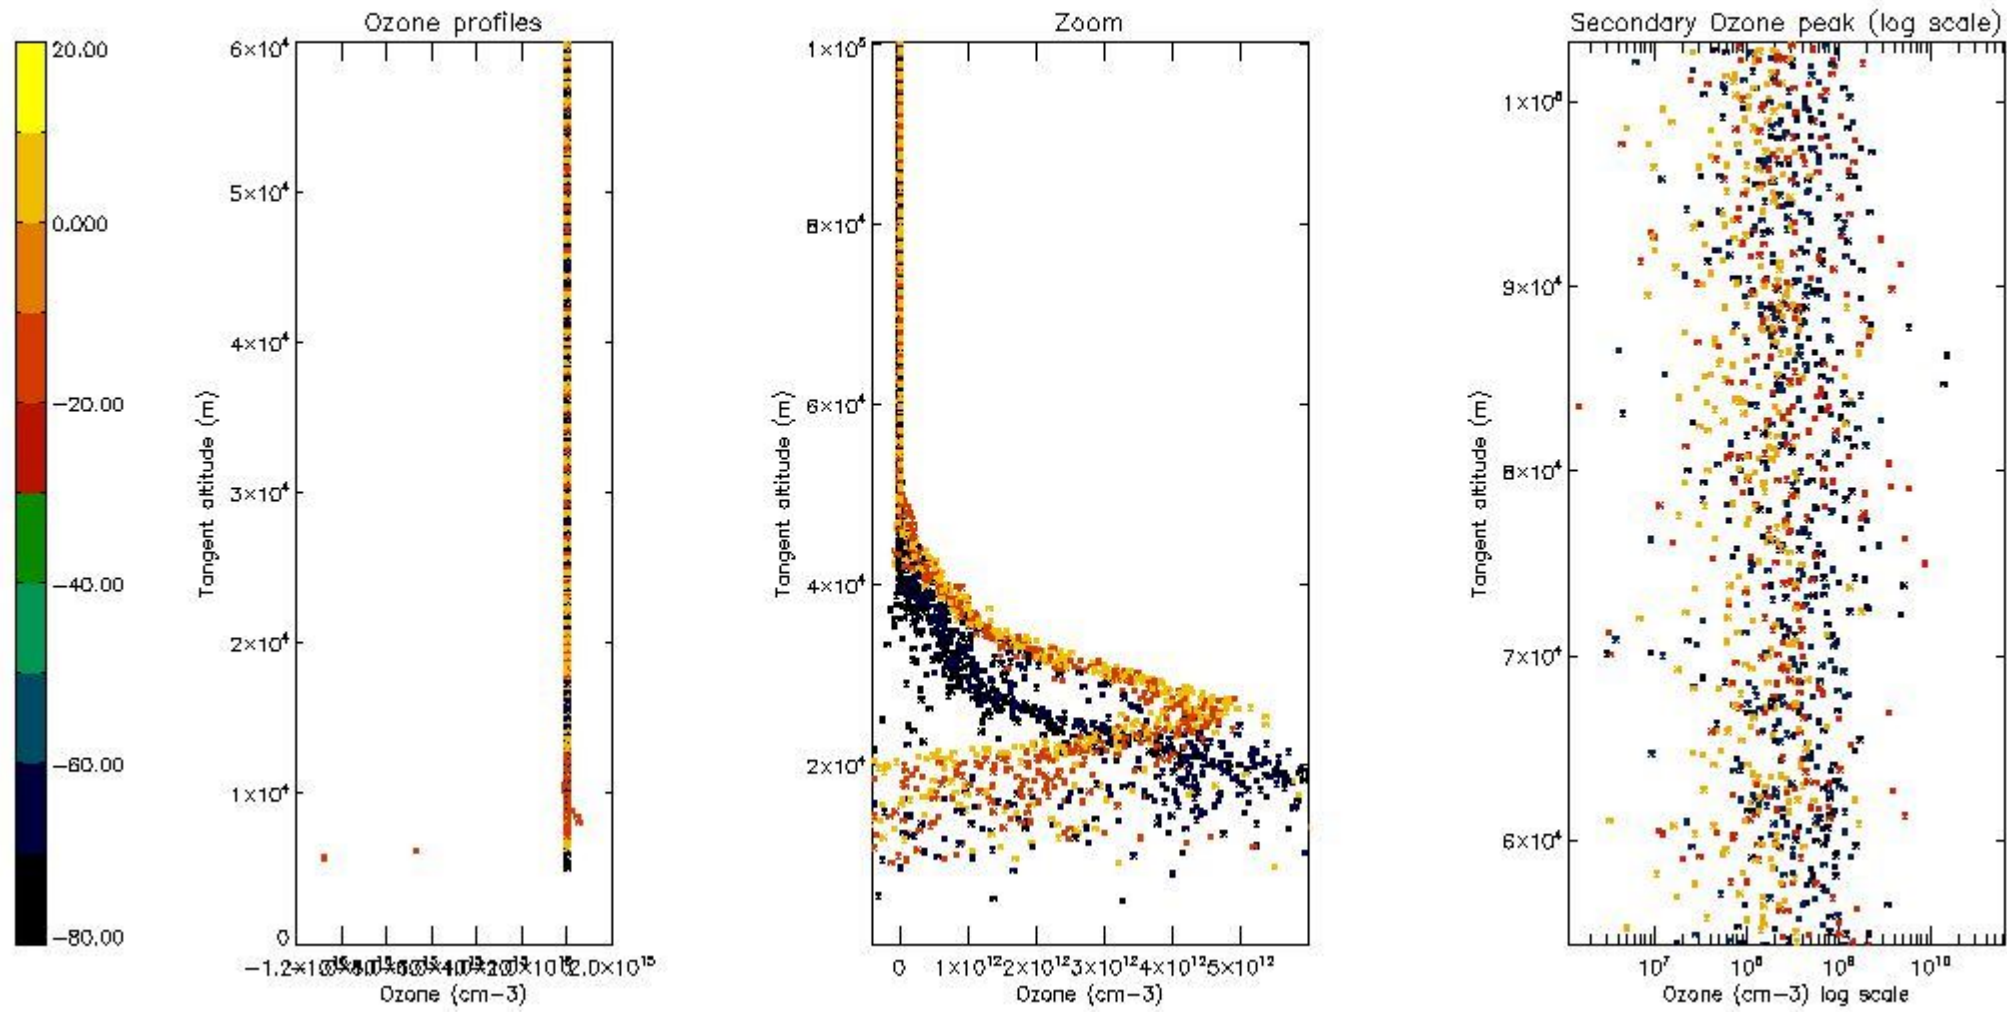 Ozone profiles
Zoom
Secondary Ozone peak (log scale)
20.00
0.000
−20.00
−40.00
−60.00
−80.00
6×10⁴
5×10⁴
4×10⁴
3×10⁴
2×10⁴
1×10⁴
0
Tangent altitude (m)
2.0×10¹⁵
Ozone (cm−3)
1×10⁵
8×10⁴
6×10⁴
4×10⁴
2×10⁴
Tangent altitude (m)
0 1×10¹² 2×10¹² 3×10¹² 4×10¹² 5×10¹²
Ozone (cm−3)
9×10⁴
8×10⁴
7×10⁴
6×10⁴
Tangent altitude (m)
10⁷ 10⁸ 10⁹ 10¹⁰
Ozone (cm−3) log scale